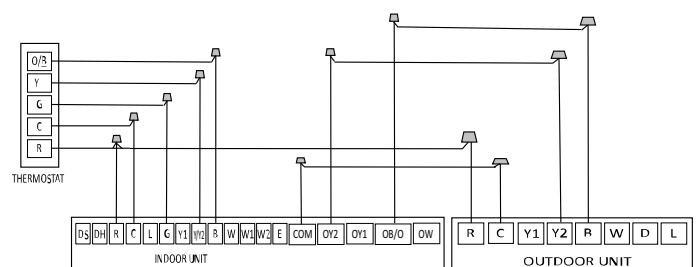 O/B
Y
G
C
R
THERMOSTAT
DS DH R C L G Y1 Y/Y2 B W W1 W2 E COM OY2 OY1 OB/O OW
INDOOR UNIT
R C Y1 Y2 B W D L
OUTDOOR UNIT